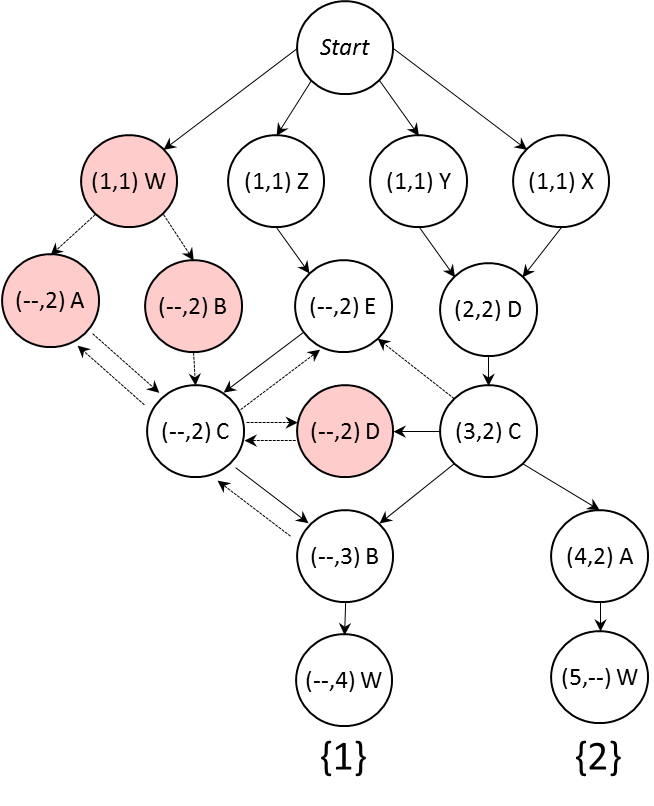 Start
(1,1) W
(1,1) Z
(1,1) Y
(1,1) X
(--,2) A
(--,2) B
(--,2) E
(2,2) D
(--,2) C
(--,2) D
(3,2) C
(--,3) B
(4,2) A
(--,4) W
(5,--) W
{1}
{2}